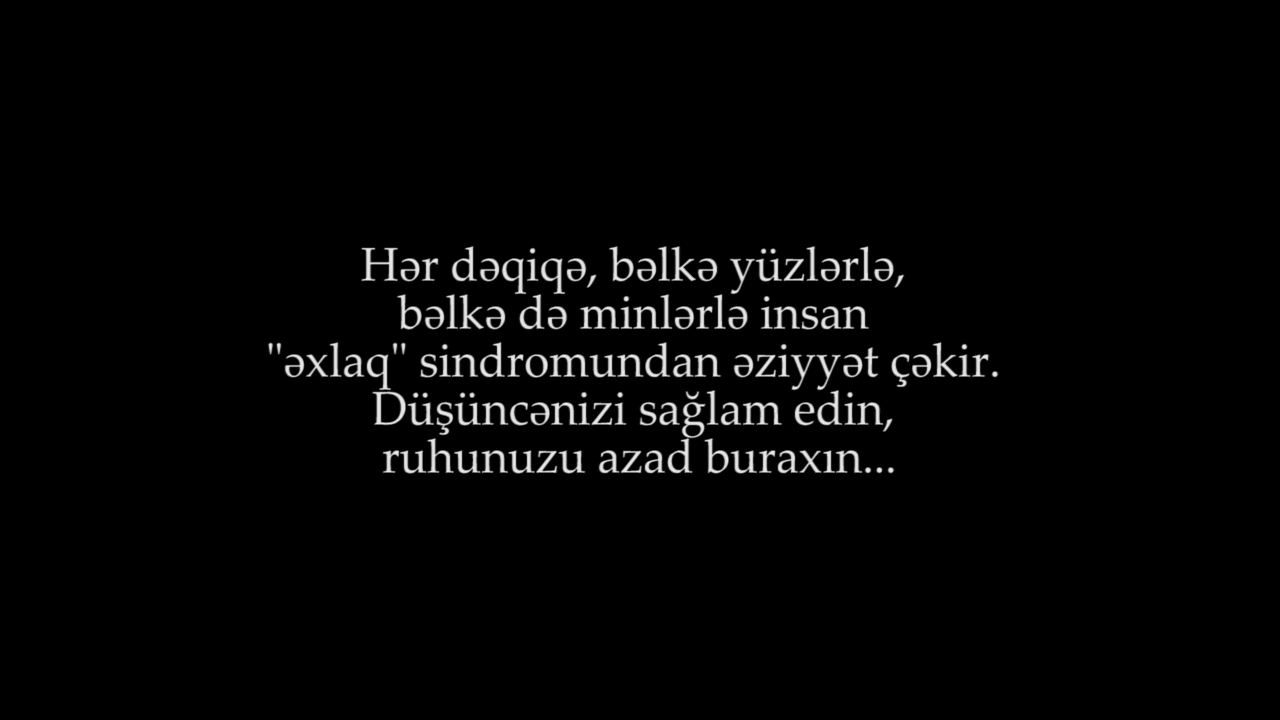 Hər dəqiqə, bəlkə yüzlərlə,
bəlkə də minlərlə insan
"əxlaq" sindromundan əziyyət çəkir.
Düşüncənizi sağlam edin,
ruhunuzu azad buraxın...